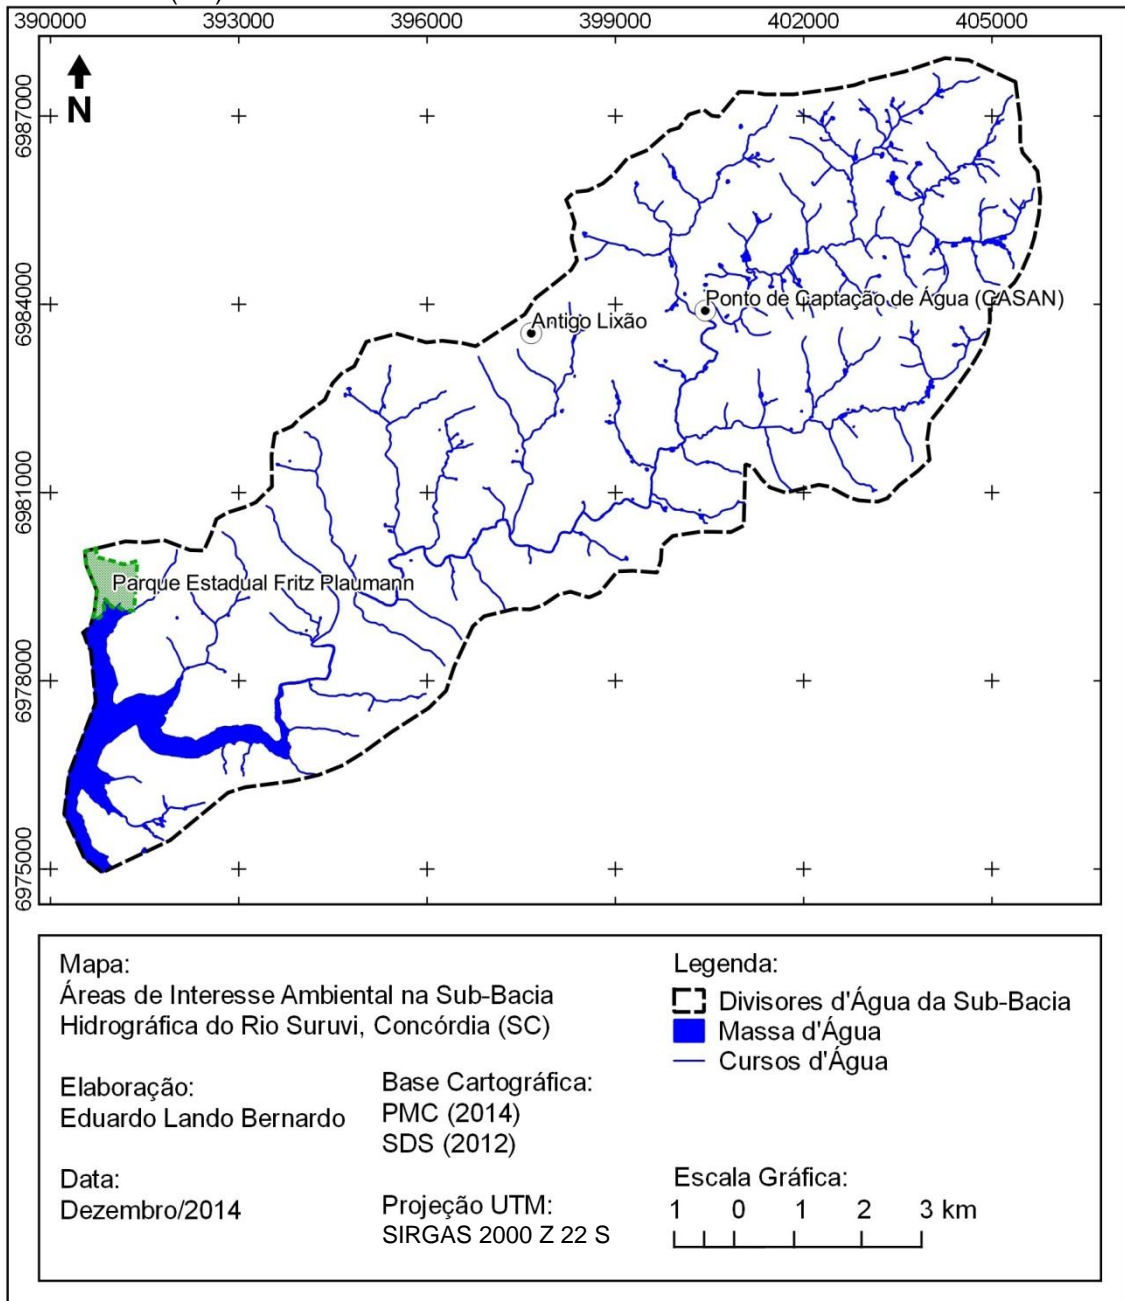 390000 393000 396000 399000 402000 405000
N
6987000
6984000
6981000
6978000
6975000
Ponto de Captação de Água (CASAN)
Antigo Lixão
Parque Estadual Fritz Plaumann
Mapa:
Áreas de Interesse Ambiental na Sub-Bacia
Hidrográfica do Rio Suruvi, Concórdia (SC)
Elaboração:
Eduardo Lando Bernardo
Data:
Dezembro/2014
Base Cartográfica:
PMC (2014)
SDS (2012)
Projeção UTM:
SIRGAS 2000 Z 22 S
Legenda:
Divisores d'Água da Sub-Bacia
Massa d'Água
Cursos d'Água
Escala Gráfica:
1 0 1 2 3 km